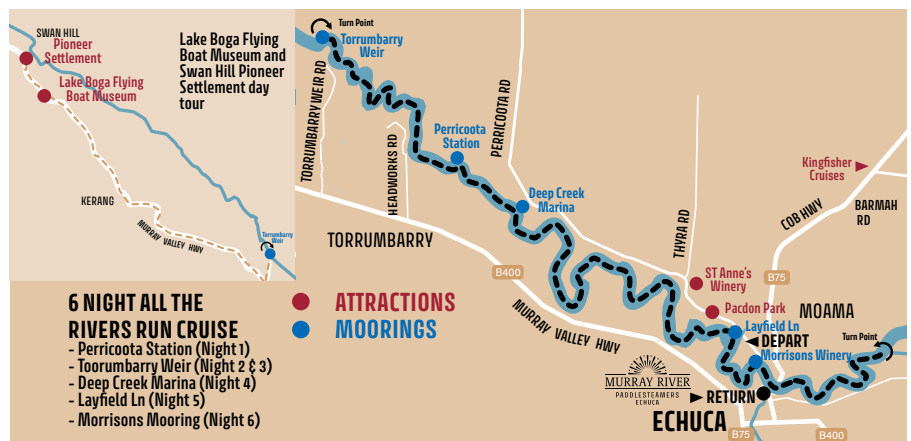 SWAN HILL
Pioneer
Settlement
Lake Boga Flying
Boat Museum
KERANG
MURRAY VALLEY HWY
Torrumbarry
Weir
Lake Boga Flying
Boat Museum and
Swan Hill Pioneer
Settlement day
tour
Turn Point
Torrumbarry
Weir
TORRUMBARRY WEIR RD
HEADWORKS RD
PERRICOOTA RD
Perricoota
Station
Deep Creek
Marina
TORRUMBARRY
B400
MURRAY VALLEY HWY
THYRA RD
Kingfisher
Cruises
COB HWY
BARMAH
RD
B75
ST Anne's
Winery
Pacdon Park
MOAMA
Layfield Ln
DEPART
Turn Point
Morrisons Winery
MURRAY RIVER
PADDLESTEAMERS
ECHUCA
RETURN
ECHUCA
B75
B400
6 NIGHT ALL THE
RIVERS RUN CRUISE
- Perricoota Station (Night 1)
- Toorumbarry Weir (Night 2 & 3)
- Deep Creek Marina (Night 4)
- Layfield Ln (Night 5)
- Morrisons Mooring (Night 6)
ATTRACTIONS
MOORINGS